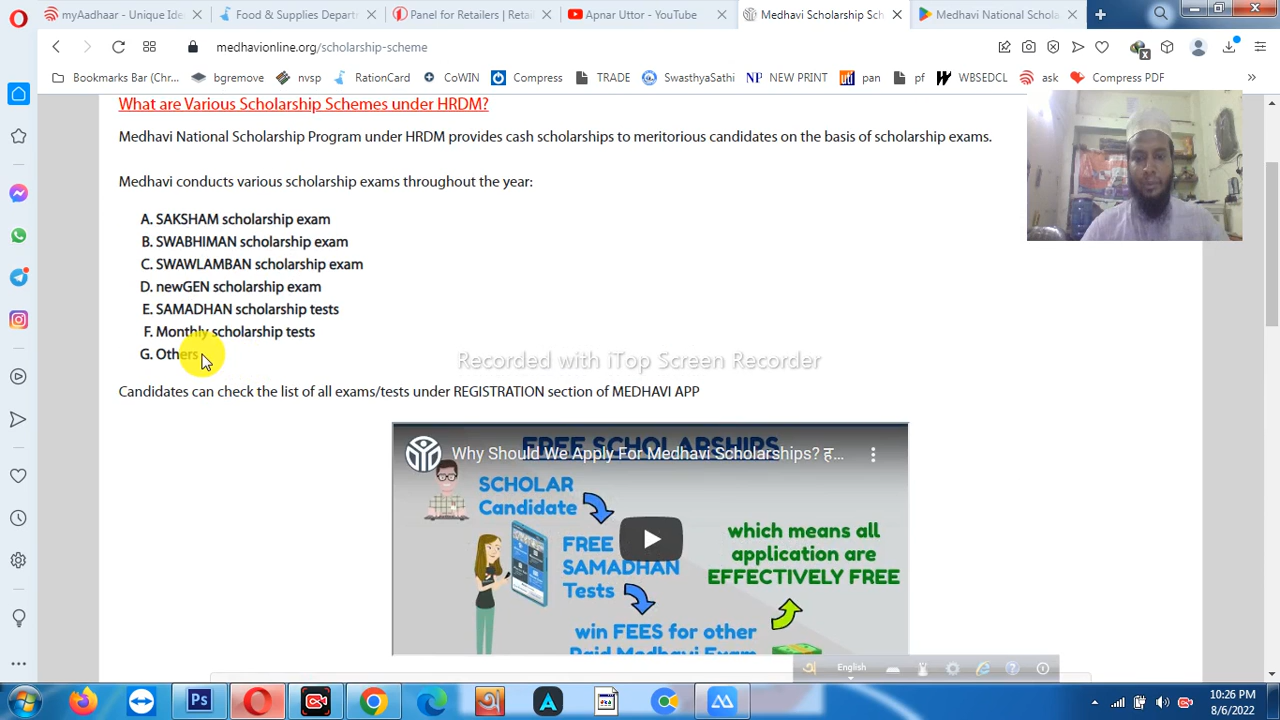 myAadhaar - Unique Ide
Food & Supplies Departm
Panel for Retailers | Retail
Apnar Uttor - YouTube
Medhavi Scholarship Sch
Medhavi National Schola
medhavionline.org/scholarship-scheme
Bookmarks Bar (Chr...
bgremove
nvsp
RationCard
CoWIN
Compress
TRADE
SwasthyaSathi
NP NEW PRINT
uti pan
pf
WBSEDCL
ask
Compress PDF
What are Various Scholarship Schemes under HRDM?
Medhavi National Scholarship Program under HRDM provides cash scholarships to meritorious candidates on the basis of scholarship exams.
Medhavi conducts various scholarship exams throughout the year:
A. SAKSHAM scholarship exam
B. SWABHIMAN scholarship exam
C. SWAWLAMBAN scholarship exam
D. newGEN scholarship exam
E. SAMADHAN scholarship tests
F. Monthly scholarship tests
G. Others
Recorded with iTop Screen Recorder
Candidates can check the list of all exams/tests under REGISTRATION section of MEDHAVI APP
FREE SCHOLARSHIPS
Why Should We Apply For Medhavi Scholarships? ह...
SCHOLAR
Candidate
FREE
SAMADHAN
Tests
which means all
application are
EFFECTIVELY FREE
win FEES for other
Paid Medhavi Exam
English
Ps
10:26 PM
8/6/2022